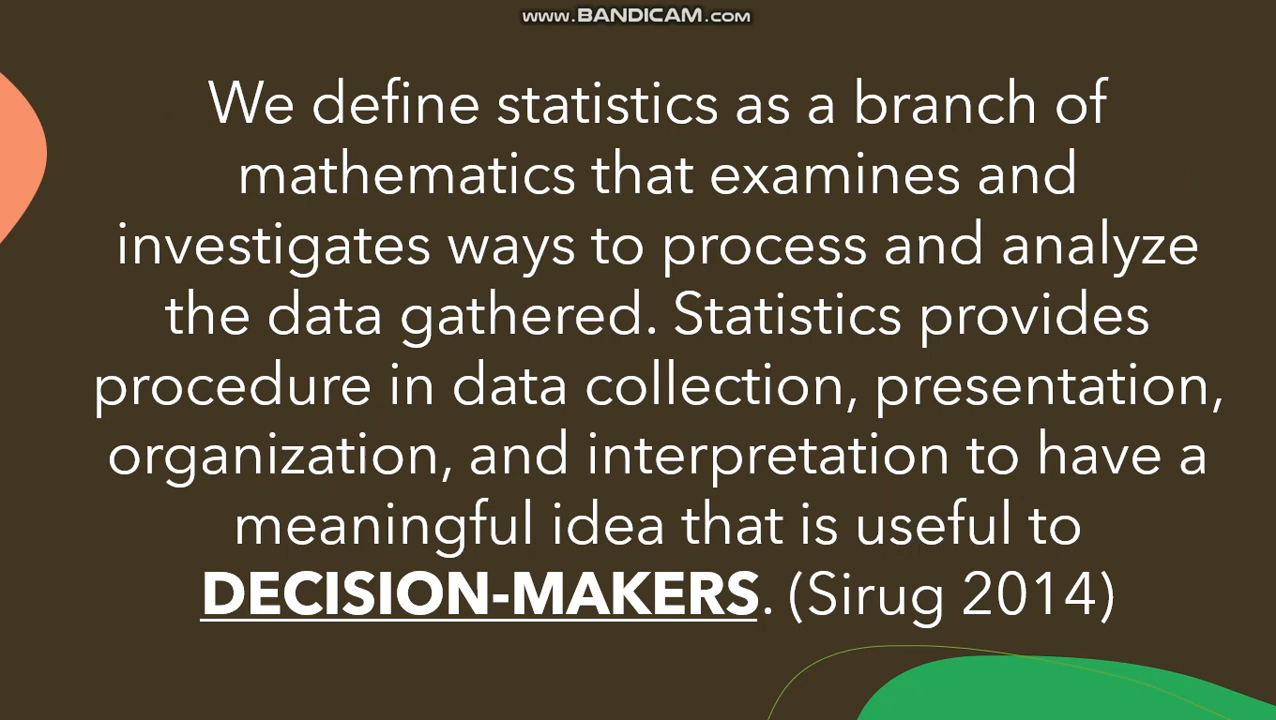 www.BANDICAM.com
We define statistics as a branch of
mathematics that examines and
investigates ways to process and analyze
the data gathered. Statistics provides
procedure in data collection, presentation,
organization, and interpretation to have a
meaningful idea that is useful to
DECISION-MAKERS. (Sirug 2014)